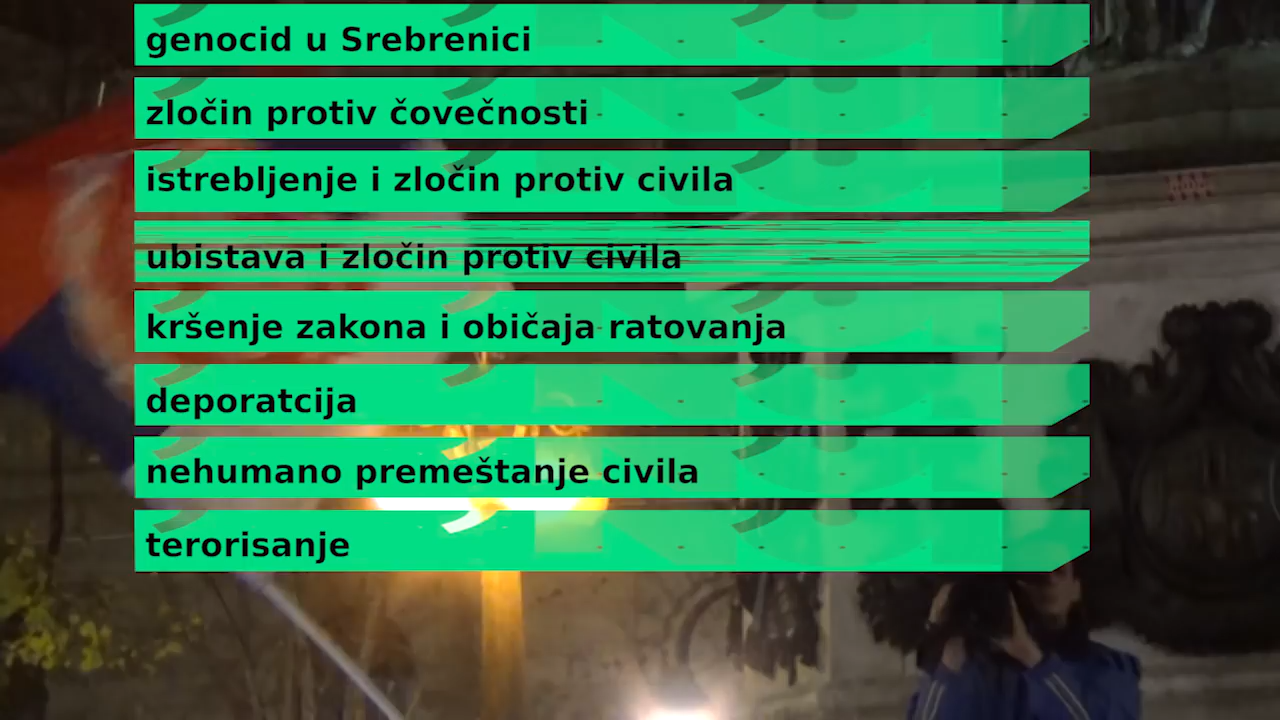 genocid u Srebrenici
zločin protiv čovečnosti
istrebljenje i zločin protiv civila
ubistava i zločin protiv civila
kršenje zakona i običaja ratovanja
deporatcija
nehumano premeštanje civila
terorisanje